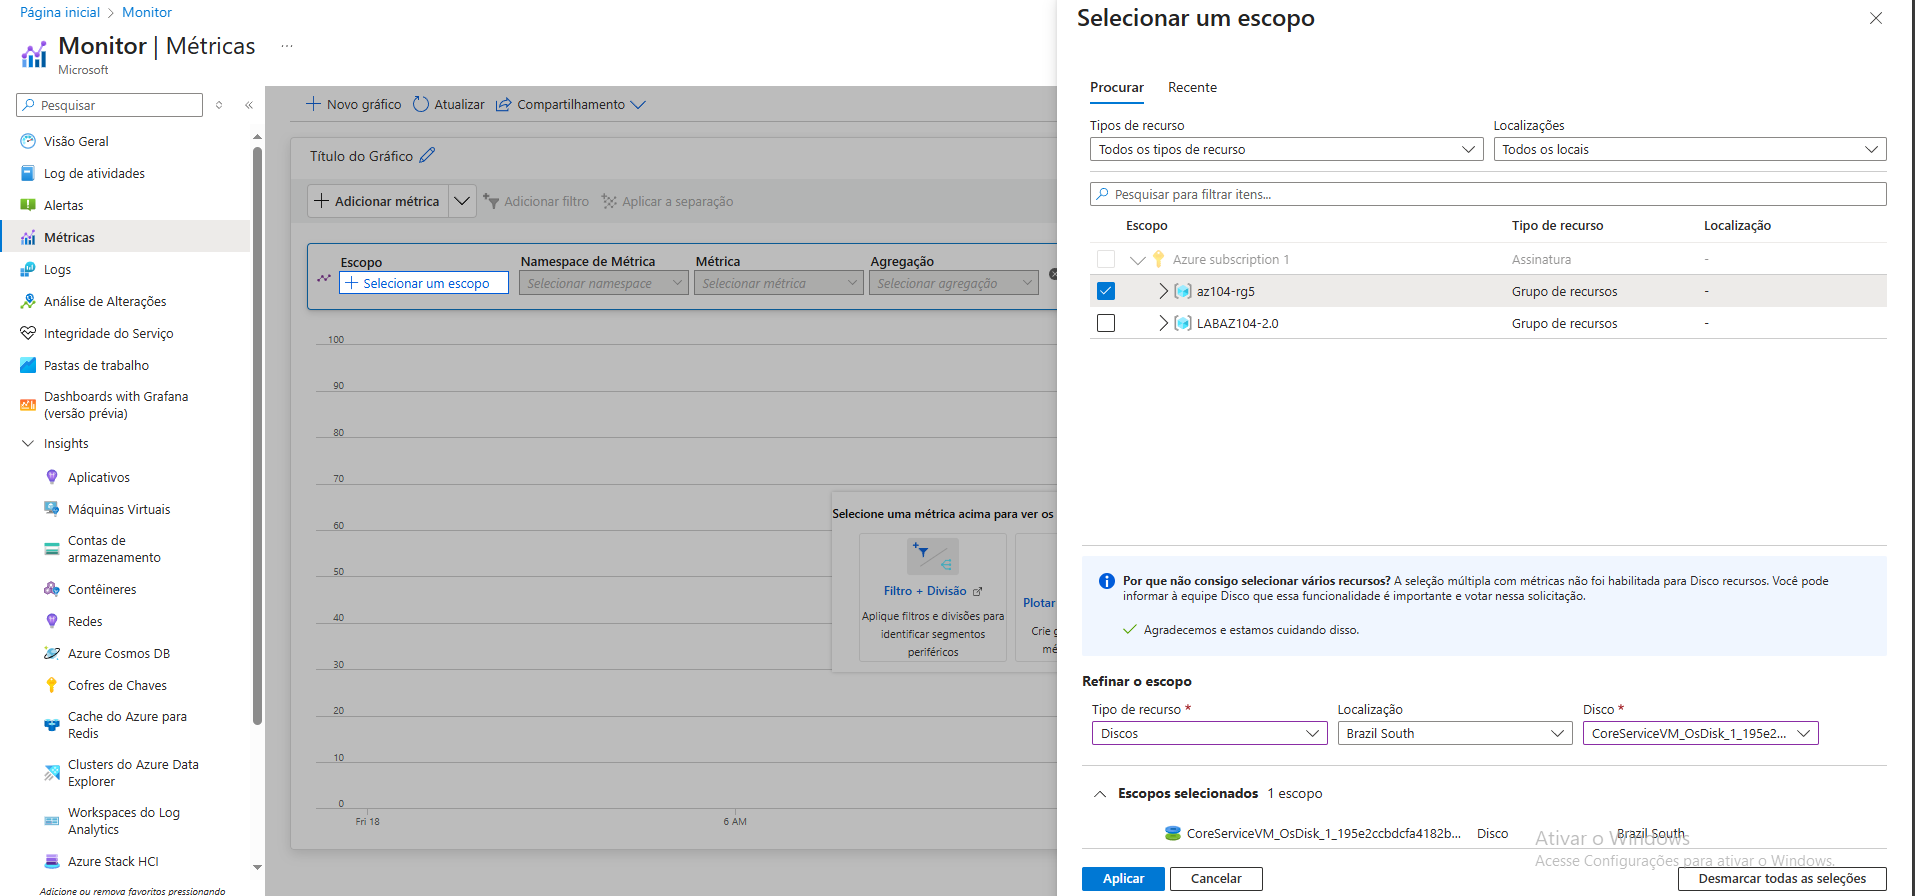 Página inicial > Monitor
Monitor | Métricas ...
Microsoft
Pesquisar
Visão Geral
Log de atividades
Alertas
Métricas
Logs
Análise de Alterações
Integridade do Serviço
Pastas de trabalho
Dashboards with Grafana
(versão prévia)
Insights
Aplicativos
Máquinas Virtuais
Contas de
armazenamento
Contêineres
Redes
Azure Cosmos DB
Cofres de Chaves
Cache do Azure para
Redis
Clusters do Azure Data
Explorer
Workspaces do Log
Analytics
Azure Stack HCI
Adicione ou remova favoritos pressionando
Novo gráfico Atualizar Compartilhamento
Título do Gráfico
Adicionar métrica Adicionar filtro Aplicar a separação
Escopo Namespace de Métrica Métrica Agregação
Selecionar um escopo Selecionar namespace Selecionar métrica Selecionar agregação
100
90
80
70
60
50
40
30
20
10
0
Fri 18 6 AM
Selecione uma métrica acima para ver os
Filtro + Divisão
Aplique filtros e divisões para
identificar segmentos
periféricos
Plotar
Crie g
mé
Selecionar um escopo
Procurar Recente
Tipos de recurso Localizações
Todos os tipos de recurso Todos os locais
Pesquisar para filtrar itens...
Escopo Tipo de recurso Localização
Azure subscription 1 Assinatura -
az104-rg5 Grupo de recursos -
LABAZ104-2.0 Grupo de recursos -
Por que não consigo selecionar vários recursos? A seleção múltipla com métricas não foi habilitada para Disco recursos. Você pode
informar à equipe Disco que essa funcionalidade é importante e votar nessa solicitação.
Agradecemos e estamos cuidando disso.
Refinar o escopo
Tipo de recurso * Localização Disco *
Discos Brazil South CoreServiceVM_OsDisk_1_195e2...
Escopos selecionados 1 escopo
CoreServiceVM_OsDisk_1_195e2ccbdcfa4182b... Disco Brazil South
Ativar o Windows
Acesse Configurações para ativar o Windows.
Aplicar Cancelar Desmarcar todas as seleções